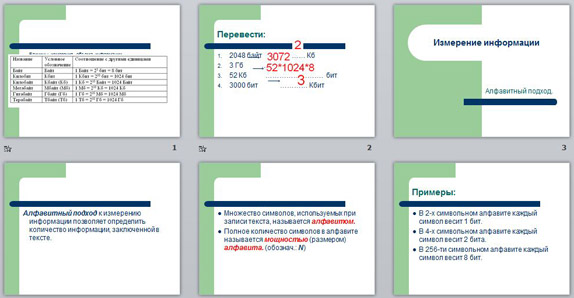 Название Условное обозначение Соотношение с другими единицами
Байт Байт 1 Байт = 2³ бит = 8 бит
Килобит Кбит 1 Кбит = 2¹⁰ бит = 1024 бит
Килобайт Кбайт (Кб) 1 Кб = 2¹⁰ Байт = 1024 Байт
Мегабайт Мбайт (Мб) 1 Мб = 2¹⁰ Кб = 1024 Кб
Гигабайт Гбайт (Гб) 1 Гб = 2¹⁰ Мб = 1024 Мб
Терабайт Тбайт (Тб) 1 Тб = 2¹⁰ Гб = 1024 Гб
1
Перевести:
2
1. 2048 байт 3072 ...... Кб
2. 3 Гб 52*1024*8
3. 52 Кб .............. бит
4. 3000 бит 3 Кбит
2
Измерение информации
Алфавитный подход.
3
Алфавитный подход к измерению
информации позволяет определить
количество информации, заключенной в
тексте.
Множество символов, используемых при
записи текста, называется алфавитом.
Полное количество символов в алфавите
называется мощностью (размером)
алфавита. (обознач.: N)
Примеры:
В 2-х символьном алфавите каждый
символ весит 1 бит.
В 4-х символьном алфавите каждый
символ весит 2 бита.
В 256-ти символьном алфавите каждый
символ весит 8 бит.